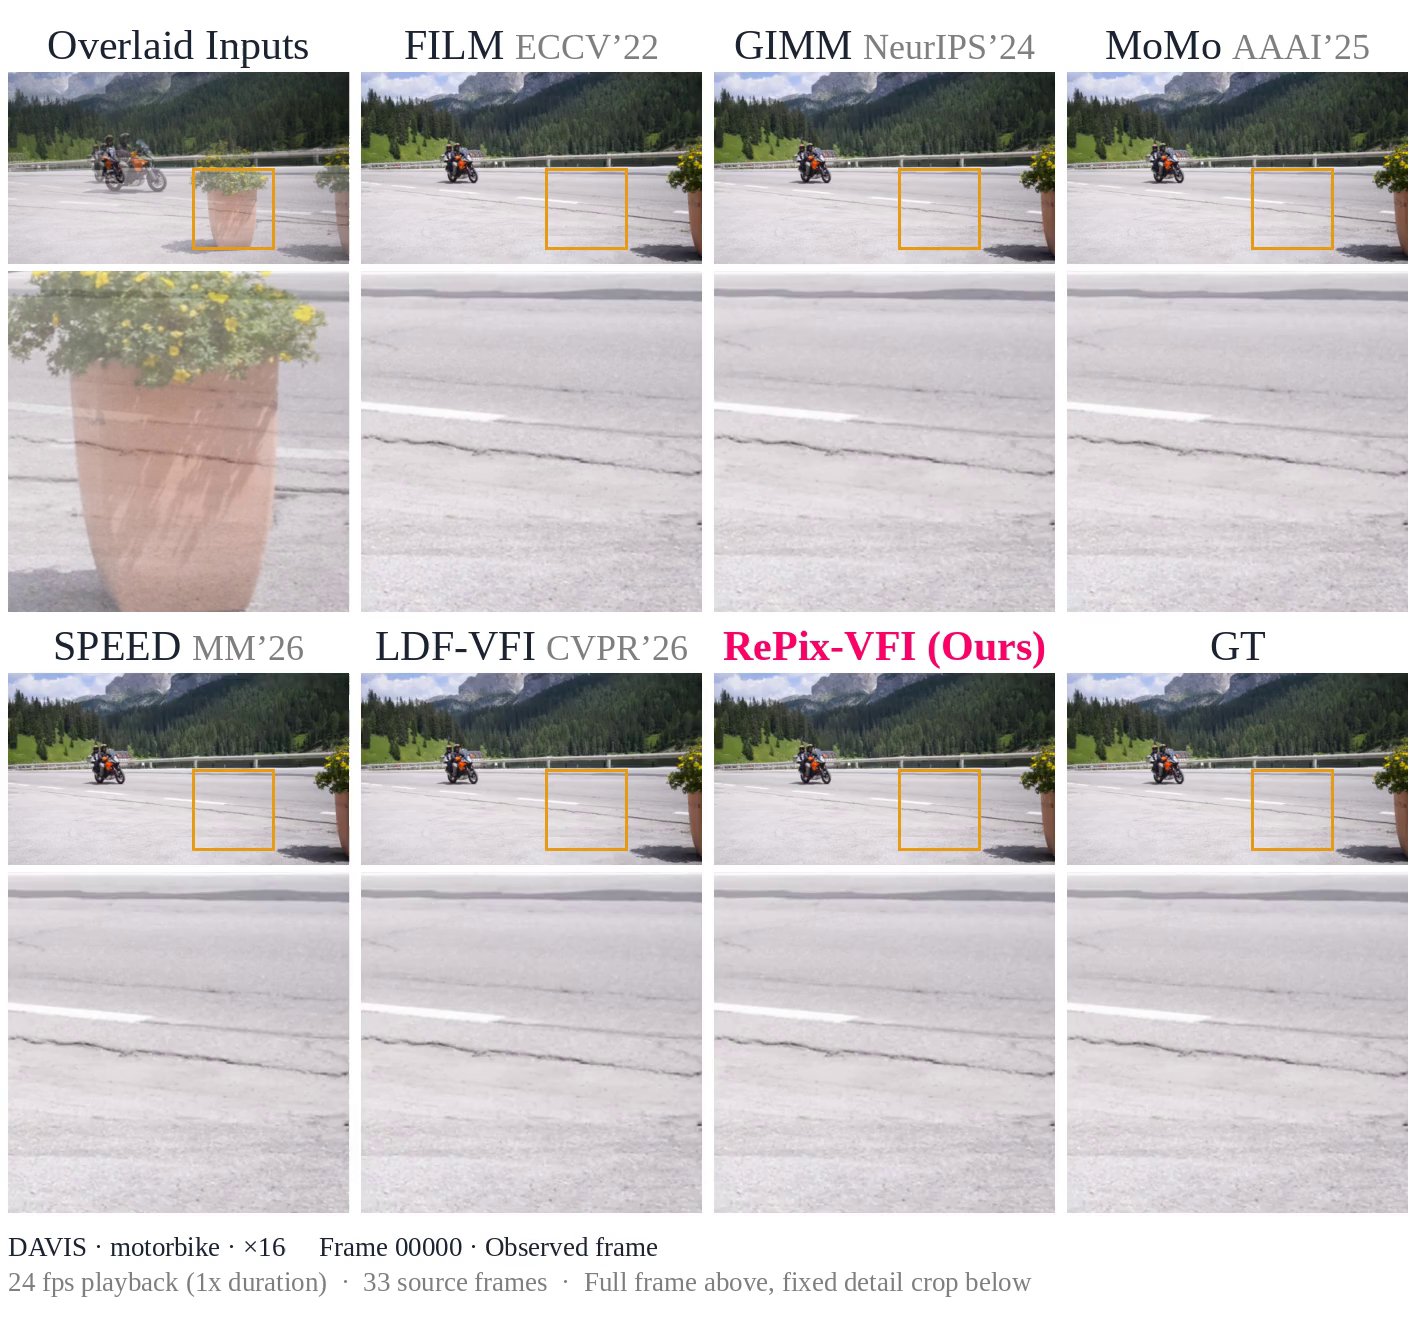 Overlaid Inputs
FILM ECCV’22
GIMM NeurIPS’24
MoMo AAAI’25
SPEED MM’26
LDF-VFI CVPR’26
RePix-VFI (Ours)
GT
DAVIS · motorbike · ×16 Frame 00000 · Observed frame
24 fps playback (1x duration) · 33 source frames · Full frame above, fixed detail crop below